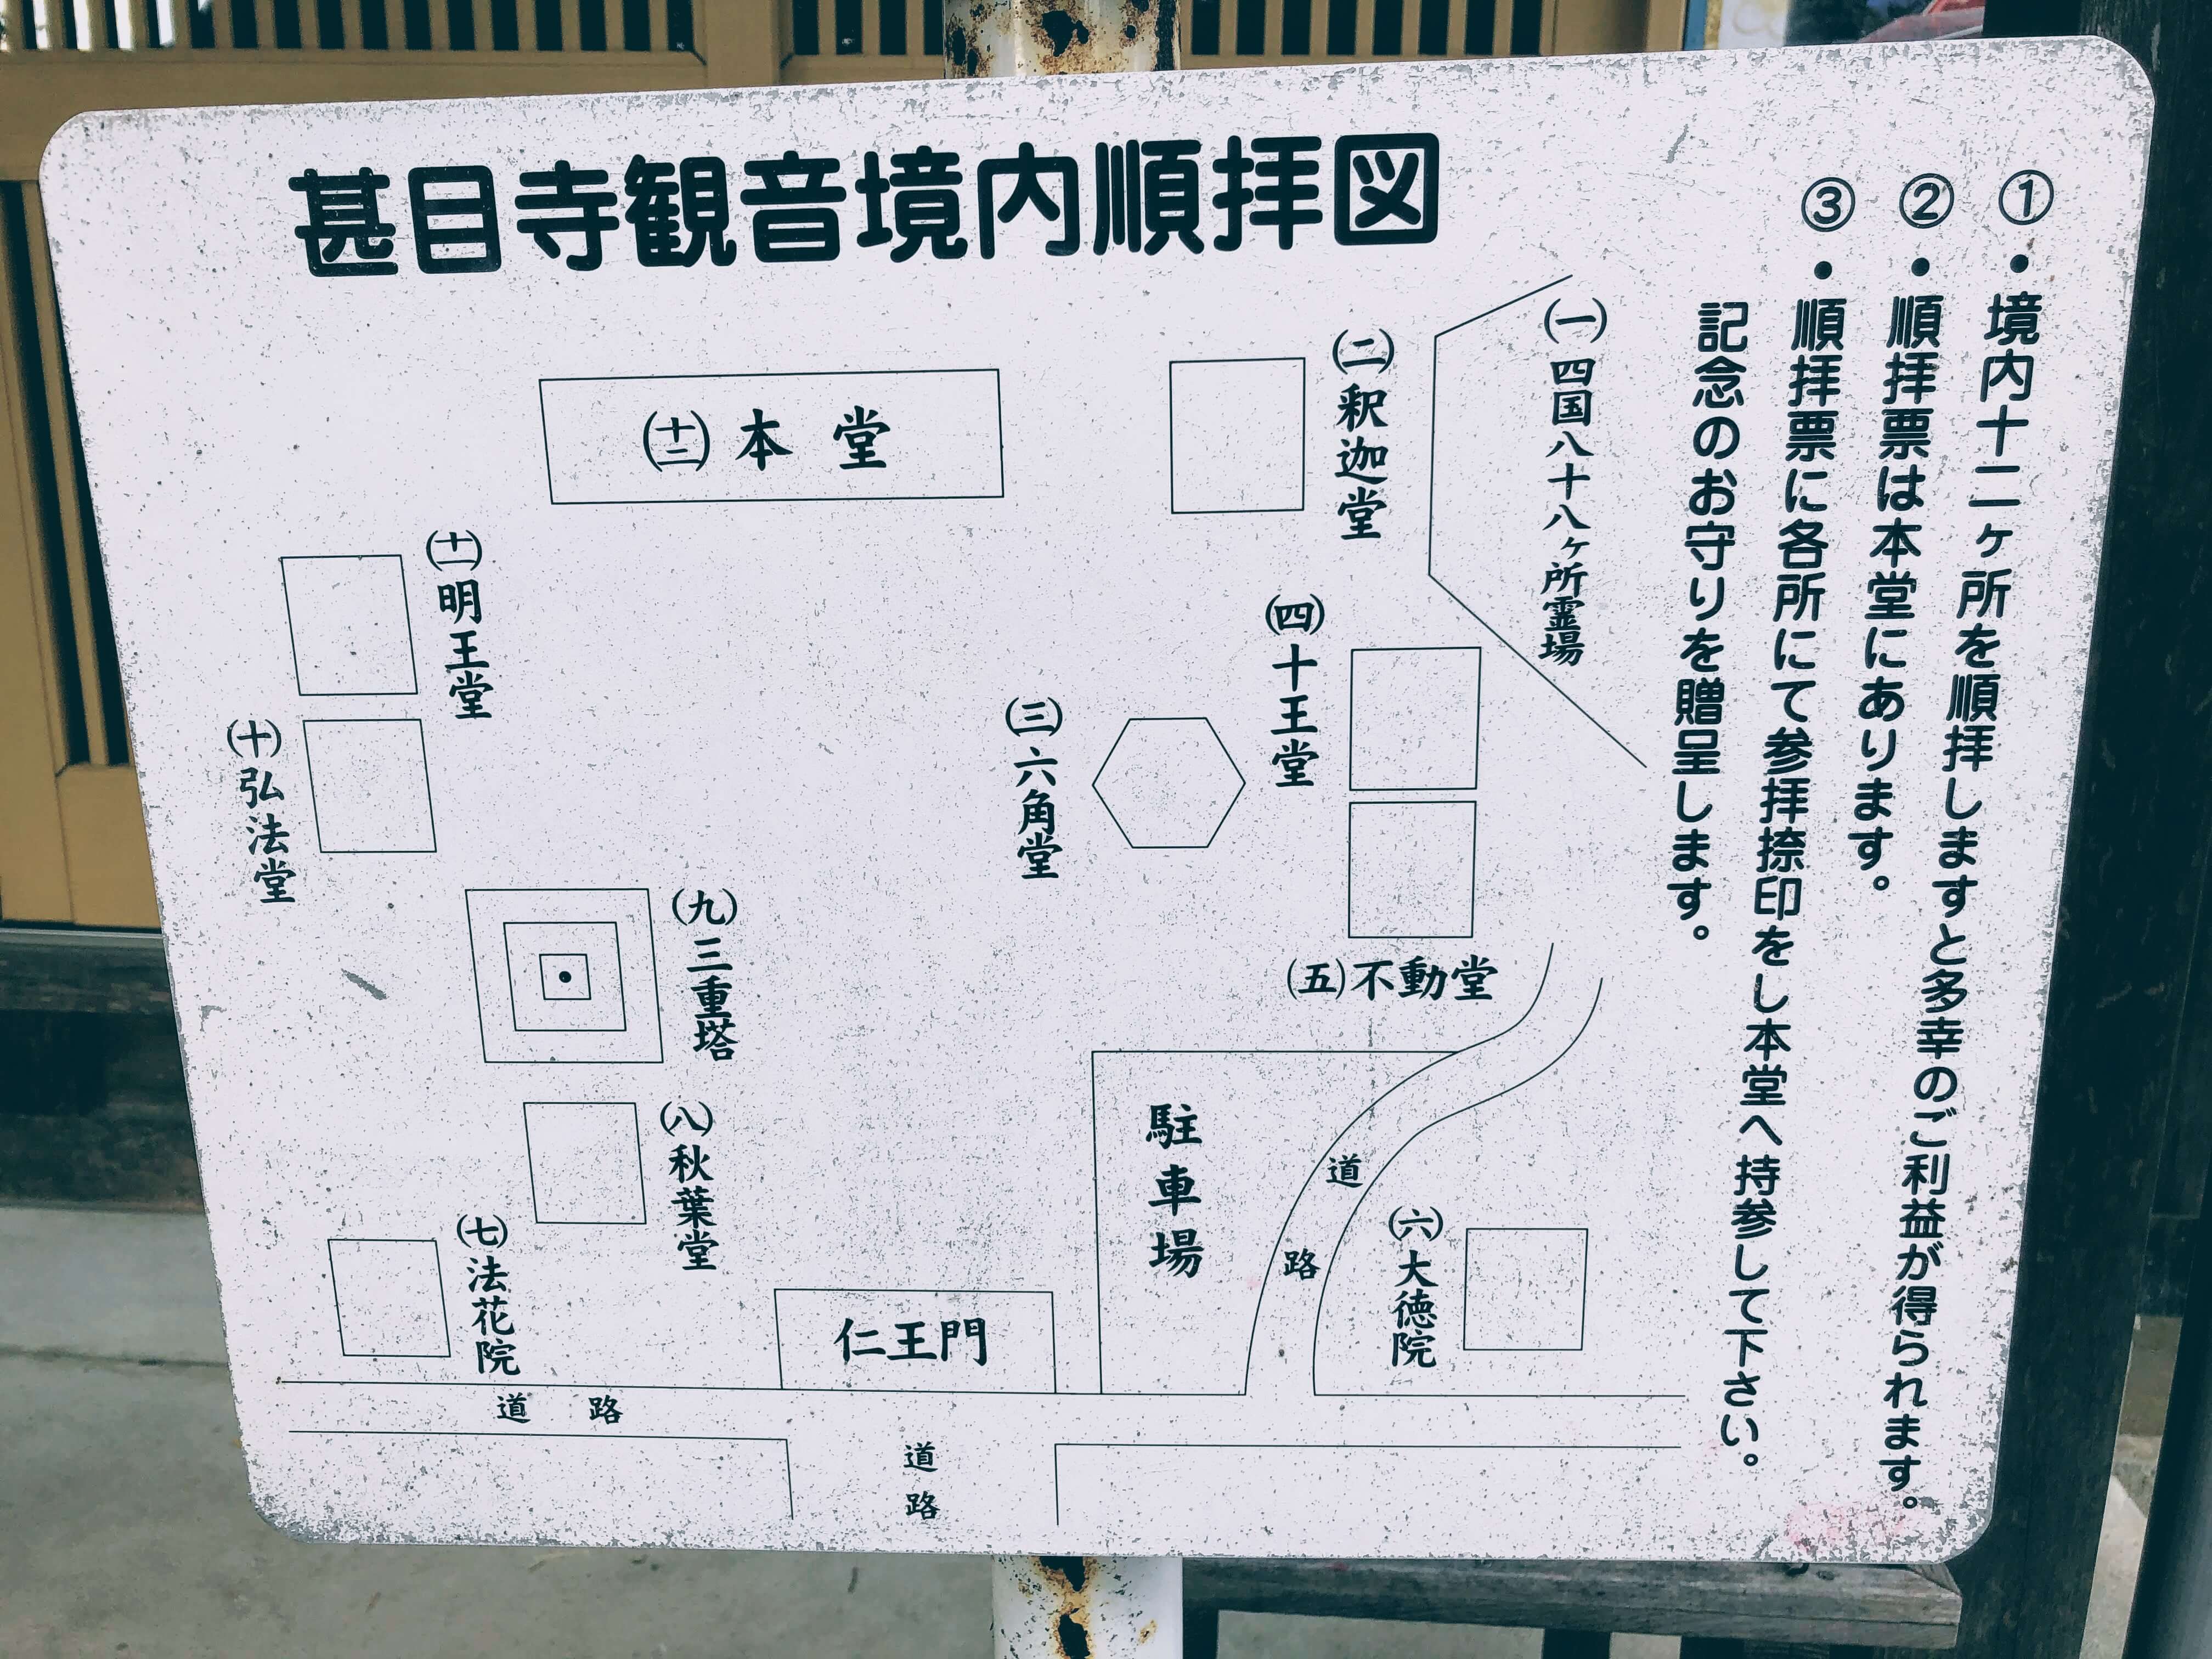 甚目寺観音境内順拝図
①・境内十二ヶ所を順拝しますと多幸のご利益が得られます。
②・順拝票は本堂にあります。
③・順拝票に各所にて参拝捺印をし本堂へ持参して下さい。
記念のお守りを贈呈します。
(一)四国八十八ヶ所霊場
(二)釈迦堂
(十二)本堂
(四)十王堂
(三)六角堂
(五)不動堂
(十一)明王堂
(十)弘法堂
(九)三重塔
(八)秋葉堂
(七)法花院
駐車場
道路
(六)大徳院
仁王門
道路
道路